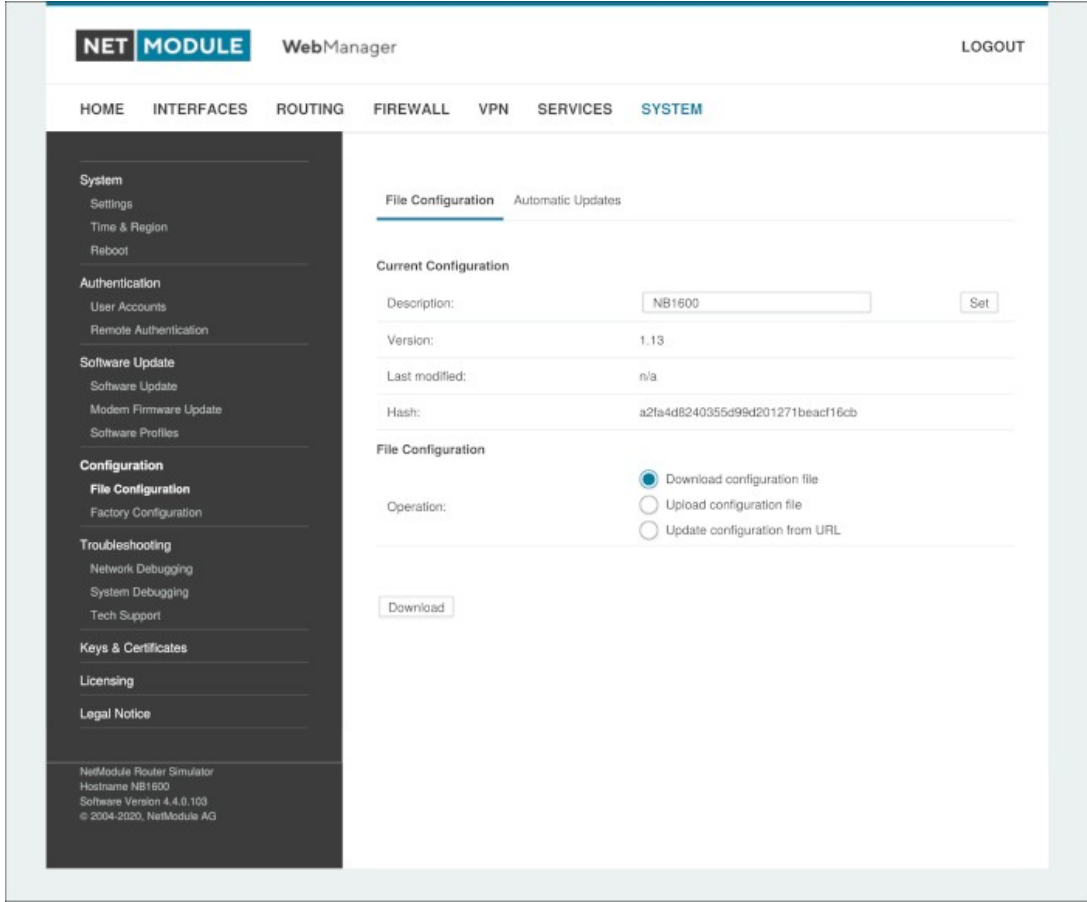 NET MODULE WebManager LOGOUT
HOME INTERFACES ROUTING FIREWALL VPN SERVICES SYSTEM
System
Settings
Time & Region
Reboot
Authentication
User Accounts
Remote Authentication
Software Update
Software Update
Modem Firmware Update
Software Profiles
Configuration
File Configuration
Factory Configuration
Troubleshooting
Network Debugging
System Debugging
Tech Support
Keys & Certificates
Licensing
Legal Notice
NetModule Router Simulator
Hostname NB1600
Software Version 4.4.0.103
© 2004-2020, NetModule AG
File Configuration Automatic Updates
Current Configuration
Description: NB1600 Set
Version: 1.13
Last modified: n/a
Hash: a2fa4d8240355d99d201271beacf16cb
File Configuration
Operation:
Download configuration file
Upload configuration file
Update configuration from URL
Download